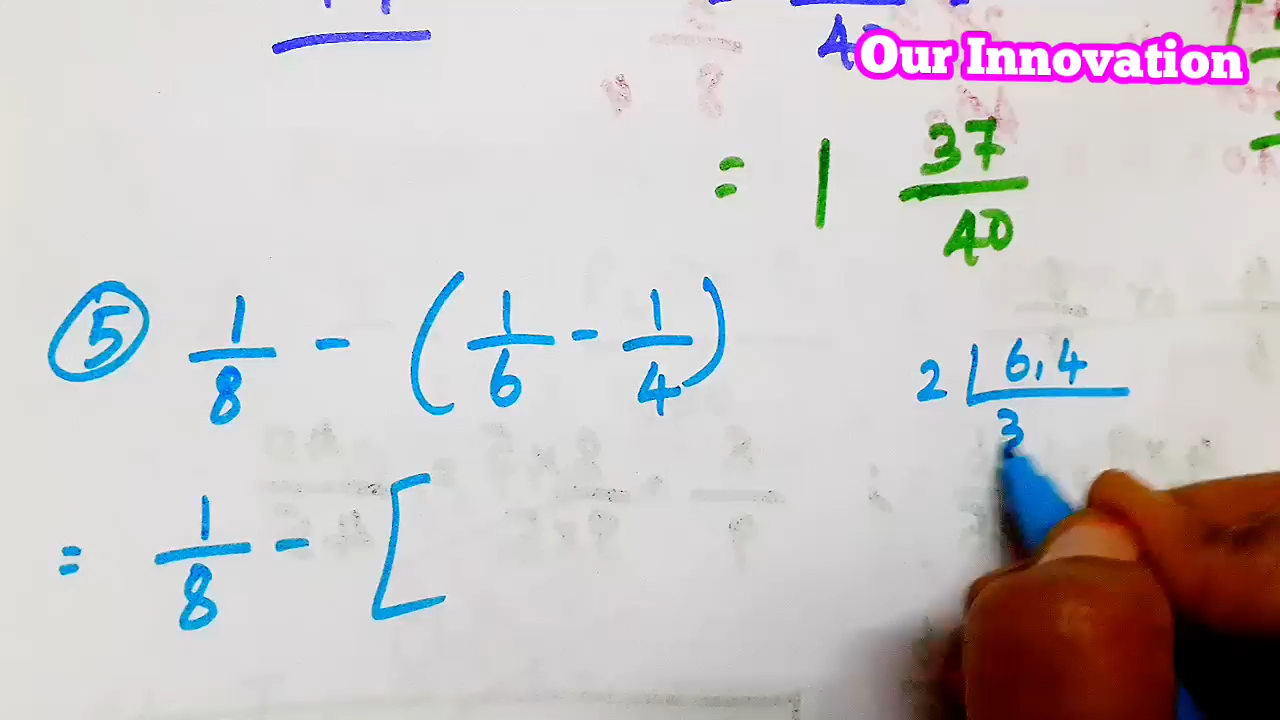 Our Innovation
= 1 37/40
⑤ 1/8 - (1/6 - 1/4)
2 | 6, 4
3
= 1/8 - [